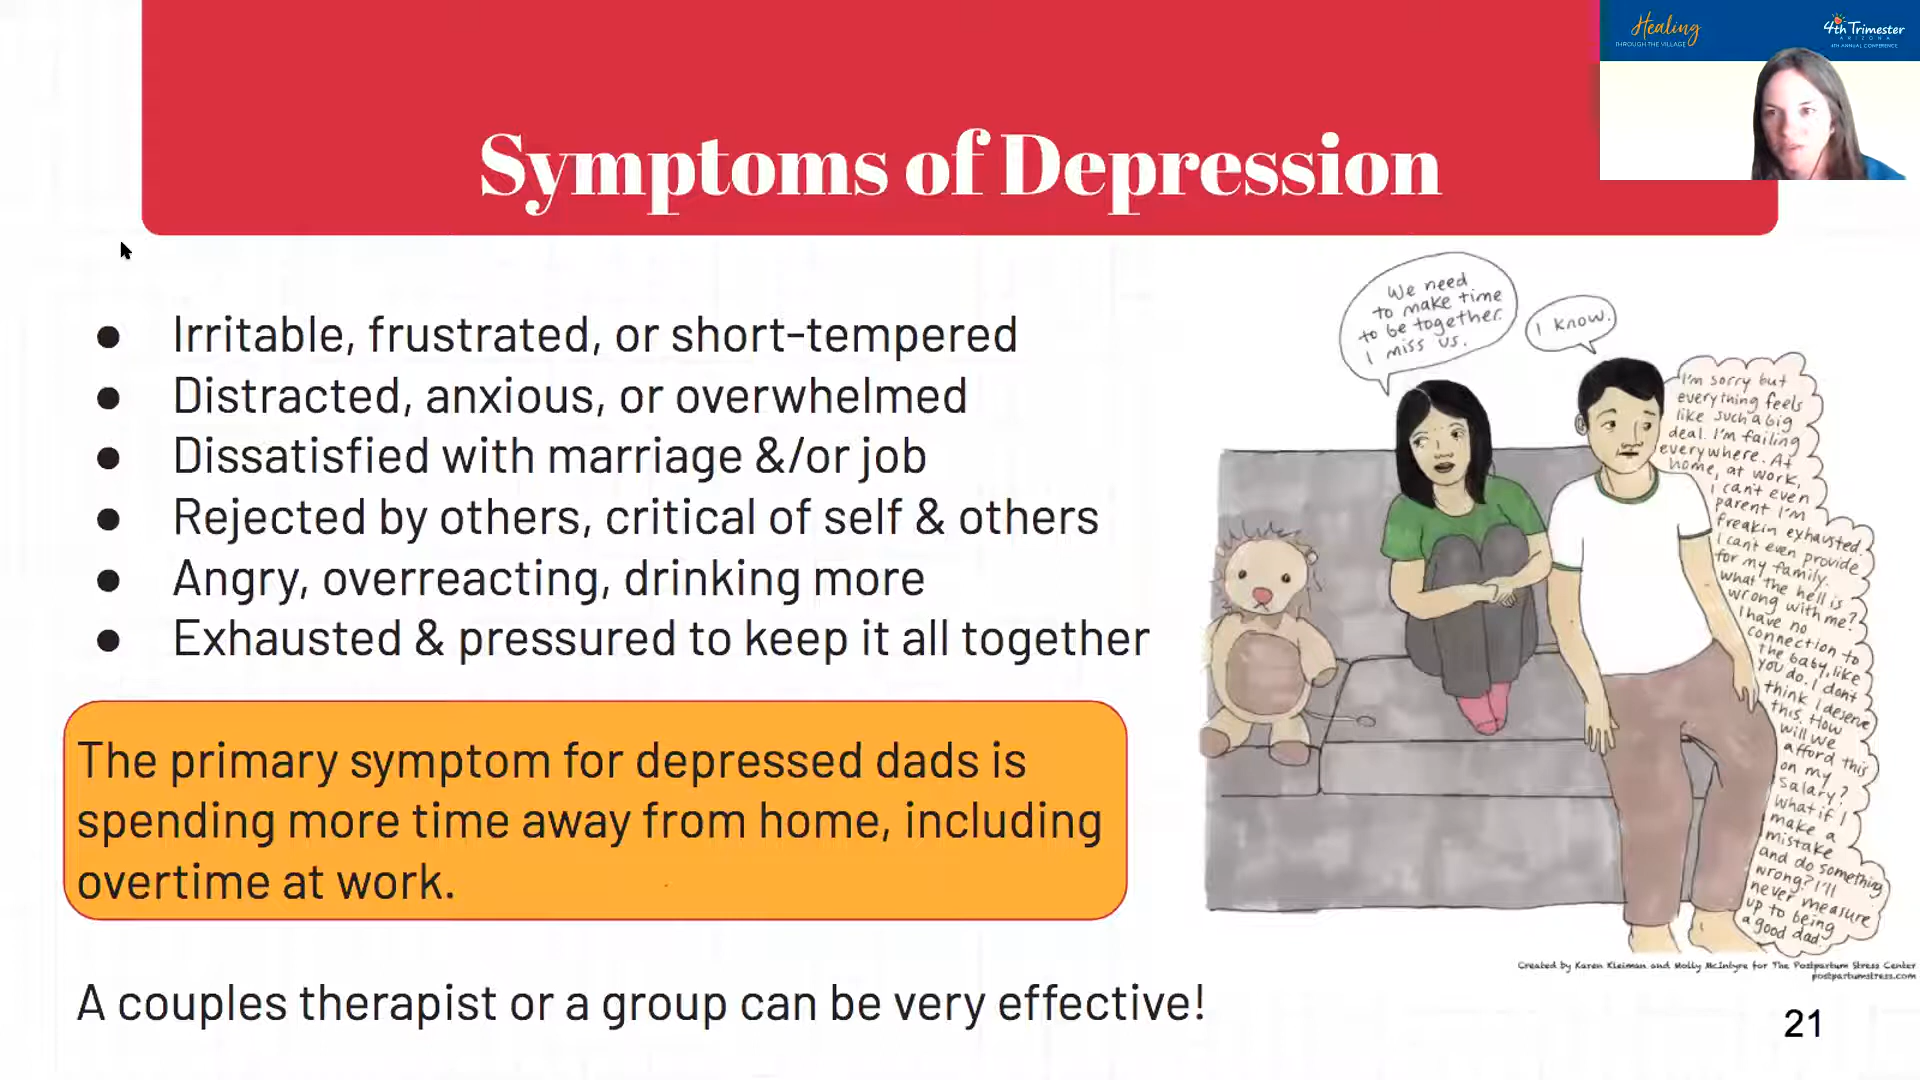 Healing
THROUGH THE VILLAGE
4th Trimester
ARIZONA
4TH ANNUAL CONFERENCE
Symptoms of Depression
● Irritable, frustrated, or short-tempered
● Distracted, anxious, or overwhelmed
● Dissatisfied with marriage &/or job
● Rejected by others, critical of self & others
● Angry, overreacting, drinking more
● Exhausted & pressured to keep it all together
The primary symptom for depressed dads is
spending more time away from home, including
overtime at work.
A couples therapist or a group can be very effective!
We need
to make time
to be together.
I miss us.
I know.
I'm sorry but
everything feels
like such a big
deal. I'm failing
everywhere. At
home, at work,
I can't even
parent I'm
freakin exhausted.
I can't even provide
for my family.
what the hell is
wrong with me?
I have no
connection to
the baby, like
you do. I don't
think I deserve
this. How
will we
afford this
on my
salary?
What if I
make a
mistake
and do something
wrong? I'll
never measure
up to being
a good dad.
Created by Karen Kleiman and Molly McIntyre for The Postpartum Stress Center
postpartumstress.com
21